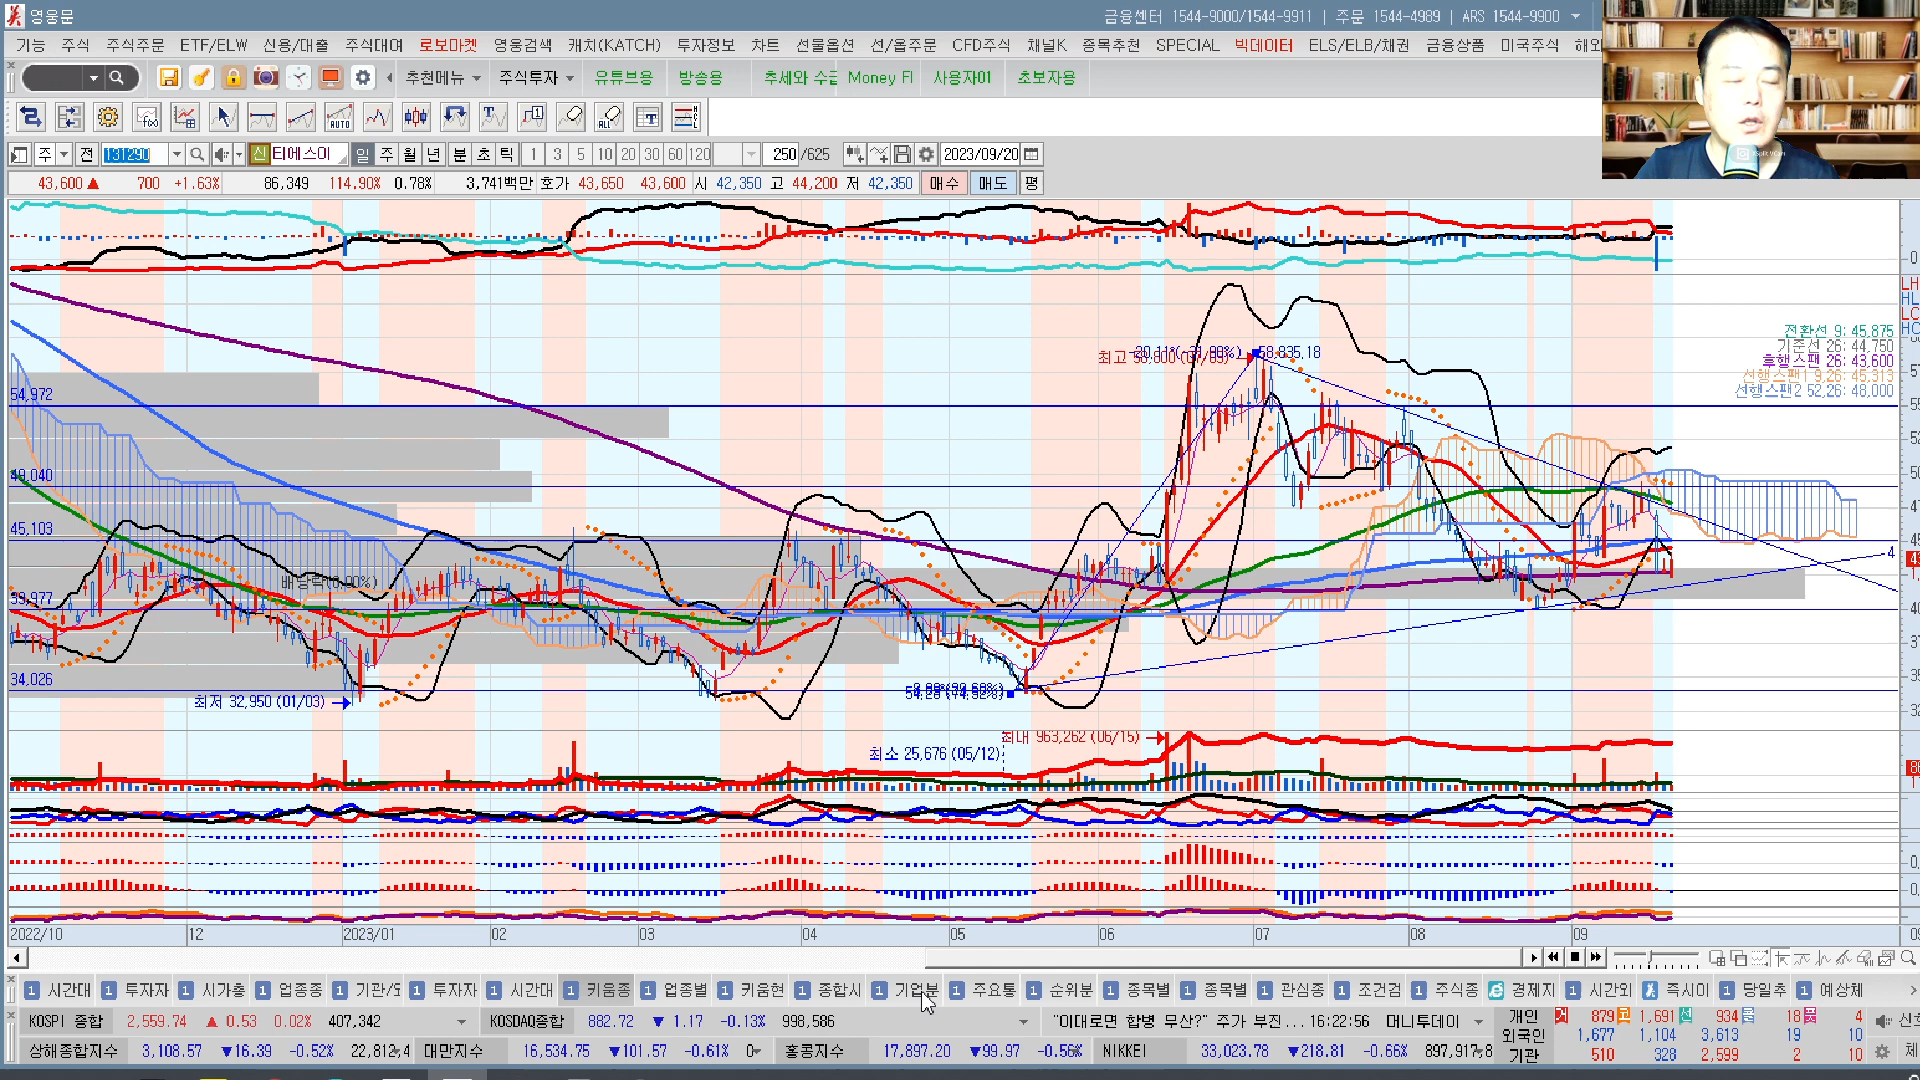 영웅문
금융센터 1544-9000/1544-9911 | 주문 1544-4989 | ARS 1544-9900
기능 주식 주식주문 ETF/ELW 신용/대출 주식대여 로보마켓 영웅검색 캐치(KATCH) 투자정보 차트 선물옵션 선/옵주문 CFD주식 채널K 종목추천 SPECIAL 빅데이터 ELS/ELB/채권 금융상품 미국주식 해외
추천메뉴 주식투자 유튜브용 방송용 추세와 수급 Money Fl 사용자01 초보자용
주 전 131290 신 티에스이 일 주 월 년 분 초 틱 1 3 5 10 20 30 60 120 250 /625 2023/09/20
43,600 ▲ 700 +1.63% 86,349 114.90% 0.78% 3,741백만 호가 43,650 43,600 시 42,350 고 44,200 저 42,350 매수 매도 평
전환선 9: 45,875
기준선 26: 44,750
후행스팬 26: 43,600
선행스팬1 9,26: 45,313
선행스팬2 52,26: 48,000
58,835,18
54,972
45,103
배당락(0.00%)
39,977
34,026
최저 32,950 (01/03)
최대 963,262 (06/15)
최소 25,676 (05/12)
2022/10 12 2023/01 02 03 04 05 06 07 08 09
시간대 투자자 시가총 업종종 투자자 시간대 키움종 업종별 키움현 종합시 기업분 주요통 순위분 종목별 종목별 관심종 조건검 주식종 경제지 시간외 즉시이 당일추 예상체
KOSPI 종합 2,559.74 ▲ 0.53 0.02% 407,342 KOSDAQ종합 882.72 ▼ 1.17 -0.13% 998,586 "이대로면 합병 무산?" 주가 부진... 16:22:56 머니투데이
상해종합지수 3,108.57 ▼16.39 -0.52% 대만지수 16,534.75 ▼101.57 -0.61% 홍콩지수 17,897.20 ▼99.97 -0.56% NIKKEI 33,023.78 ▼218.81 -0.66%
개인 879 1,691 934 18 4
외국인 1,677 1,104 3,613 19 10
기관 510 328 2,599 2 10